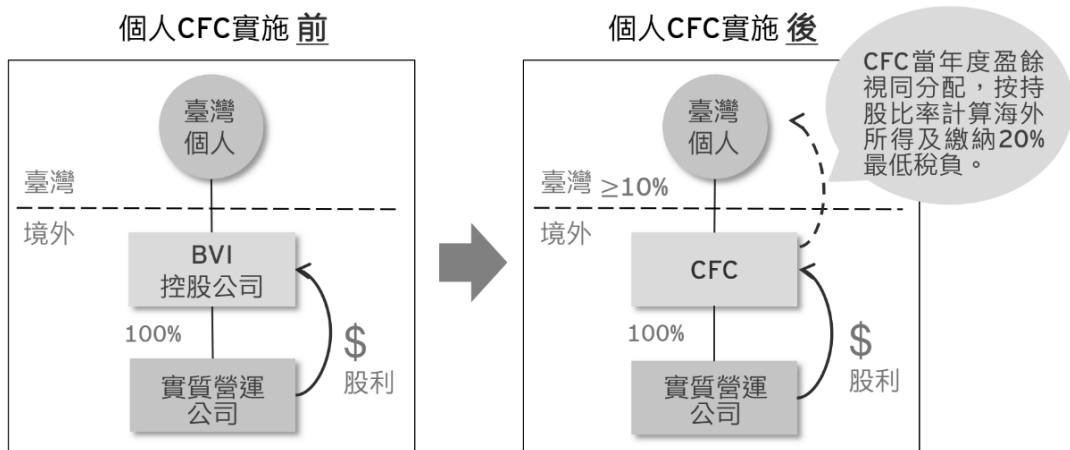 個人CFC實施 前
臺灣
個人
臺灣
境外
BVI
控股公司
100%
$
股利
實質營運
公司
個人CFC實施 後
CFC當年度盈餘
視同分配，按持
股比率計算海外
所得及繳納20%
最低稅負。
臺灣
個人
臺灣 ≥10%
境外
CFC
100%
$
股利
實質營運
公司